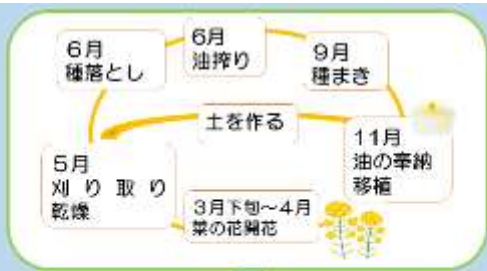 6月
種落とし
6月
油搾り
9月
種まき
土を作る
11月
油の奉納
移植
5月
刈り取り
乾燥
3月下旬～4月
菜の花開花